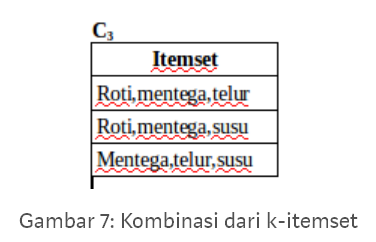 C₃
Itemset
Roti,mentega,telur
Roti,mentega,susu
Mentega,telur,susu
Gambar 7: Kombinasi dari k-itemset